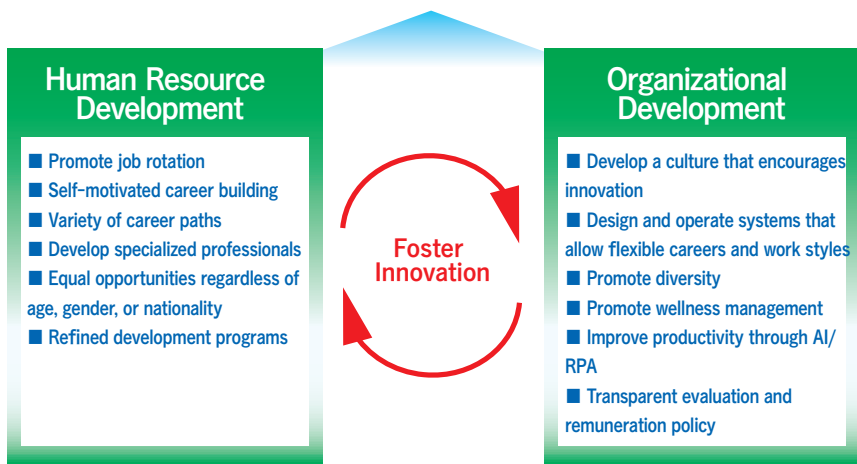 Human Resource
Development
■ Promote job rotation
■ Self-motivated career building
■ Variety of career paths
■ Develop specialized professionals
■ Equal opportunities regardless of
age, gender, or nationality
■ Refined development programs
Foster
Innovation
Organizational
Development
■ Develop a culture that encourages
innovation
■ Design and operate systems that
allow flexible careers and work styles
■ Promote diversity
■ Promote wellness management
■ Improve productivity through AI/
RPA
■ Transparent evaluation and
remuneration policy